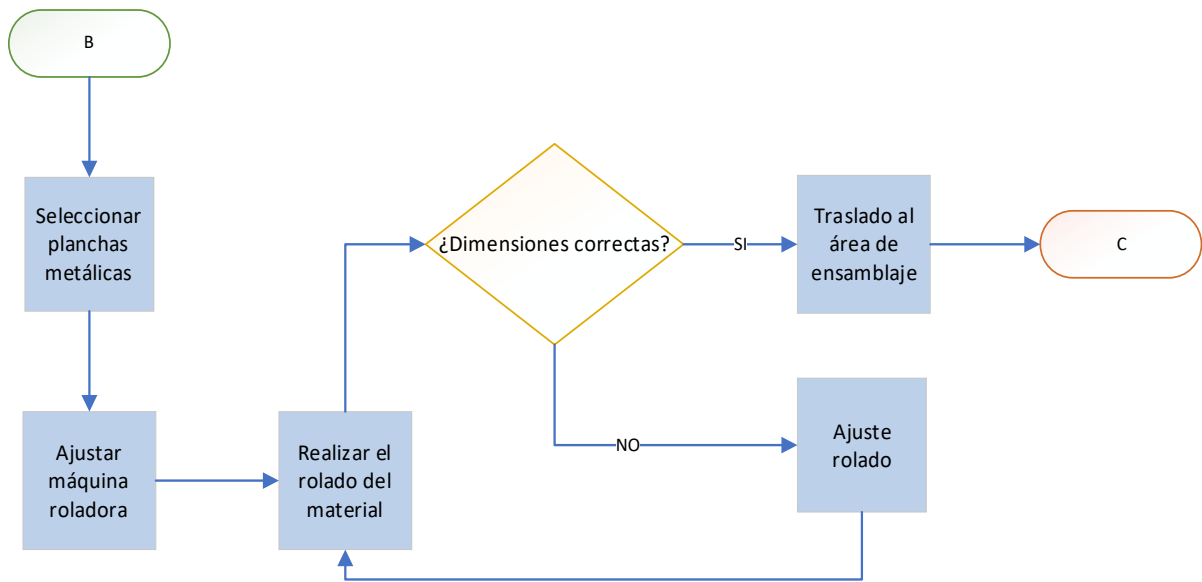 B
Seleccionar
planchas
metálicas
Ajustar
máquina
roladora
Realizar el
rolado del
material
¿Dimensiones correctas?
SI
Traslado al
área de
ensamblaje
C
NO
Ajuste
rolado